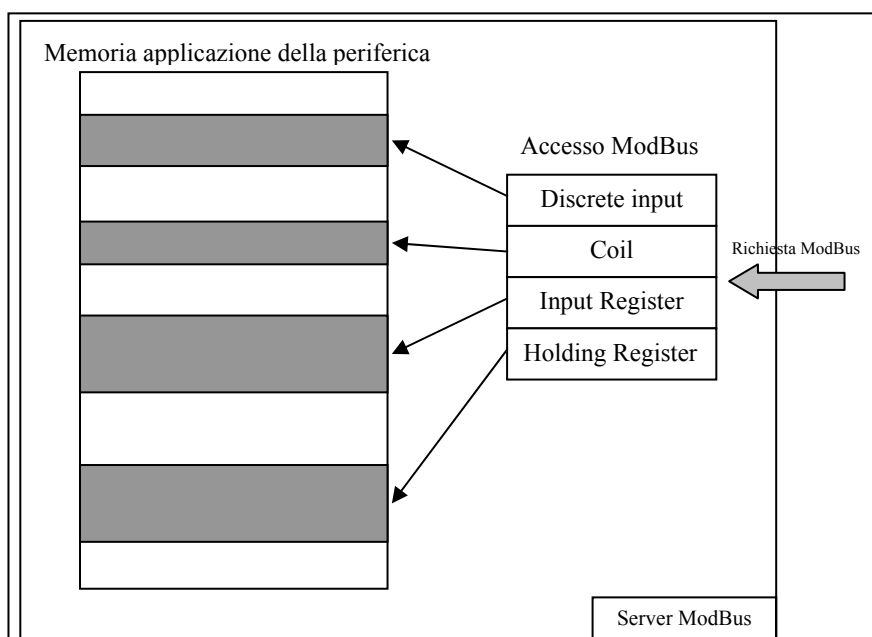 Memoria applicazione della periferica
Accesso ModBus
Discrete input
Coil
Input Register
Holding Register
Richiesta ModBus
Server ModBus